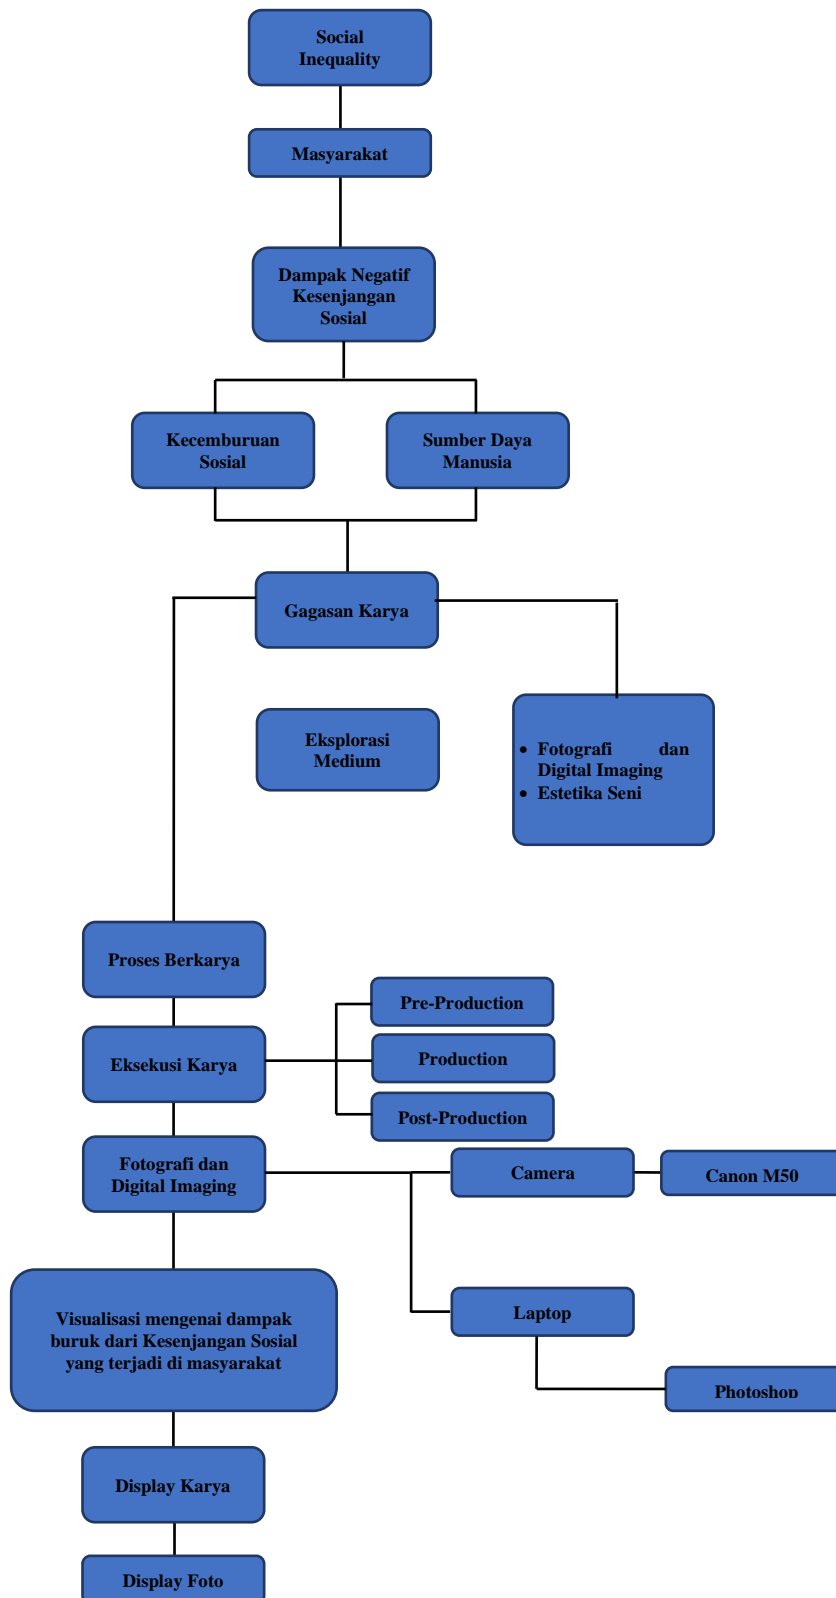 Social
Inequality
Masyarakat
Dampak Negatif
Kesenjangan
Sosial
Kecemburuan
Sosial
Sumber Daya
Manusia
Gagasan Karya
Eksplorasi
Medium
• Fotografi dan
Digital Imaging
• Estetika Seni
Proses Berkarya
Pre-Production
Eksekusi Karya
Production
Post-Production
Fotografi dan
Digital Imaging
Camera
Canon M50
Visualisasi mengenai dampak
buruk dari Kesenjangan Sosial
yang terjadi di masyarakat
Laptop
Photoshop
Display Karya
Display Foto